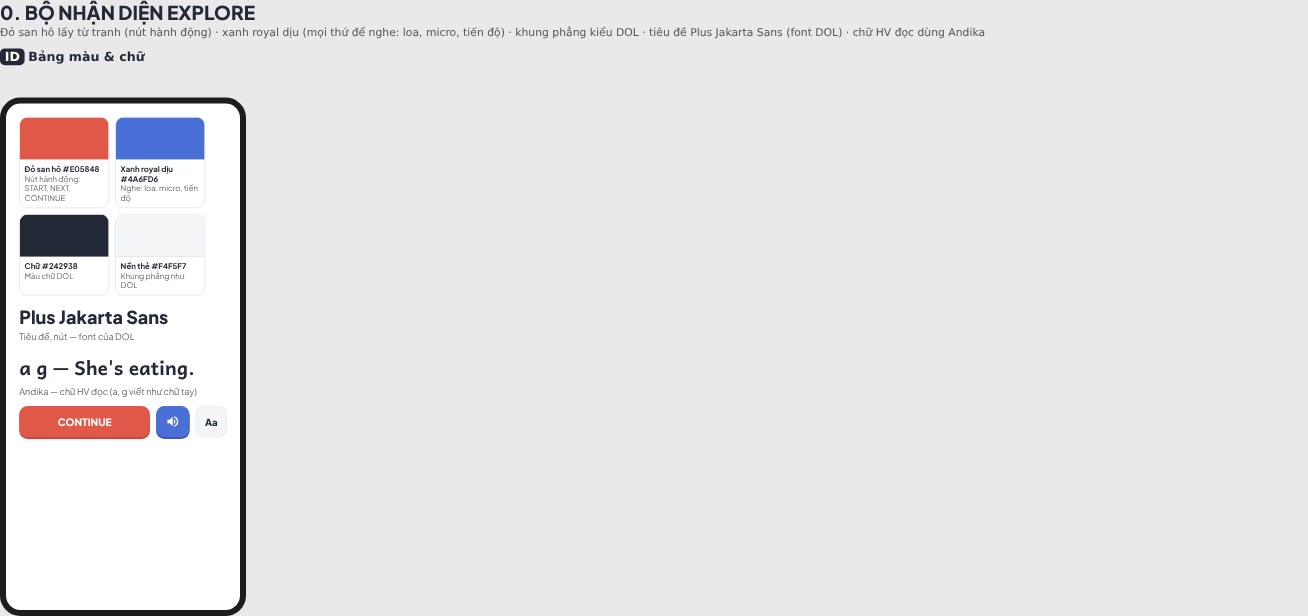 0. BỘ NHẬN DIỆN EXPLORE
Đỏ san hô lấy từ tranh (nút hành động) · xanh royal dịu (mọi thứ để nghe: loa, micro, tiến độ) · khung phẳng kiểu DOL · tiêu đề Plus Jakarta Sans (font DOL) · chữ HV đọc dùng Andika
ID Bảng màu & chữ
Đỏ san hô #E05848
Nút hành động:
START, NEXT,
CONTINUE
Xanh royal dịu
#4A6FD6
Nghe: loa, micro, tiến
độ
Chữ #242938
Màu chữ DOL
Nền thẻ #F4F5F7
Khung phẳng như
DOL
Plus Jakarta Sans
Tiêu đề, nút — font của DOL
a g — She's eating.
Andika — chữ HV đọc (a, g viết như chữ tay)
CONTINUE
Aa